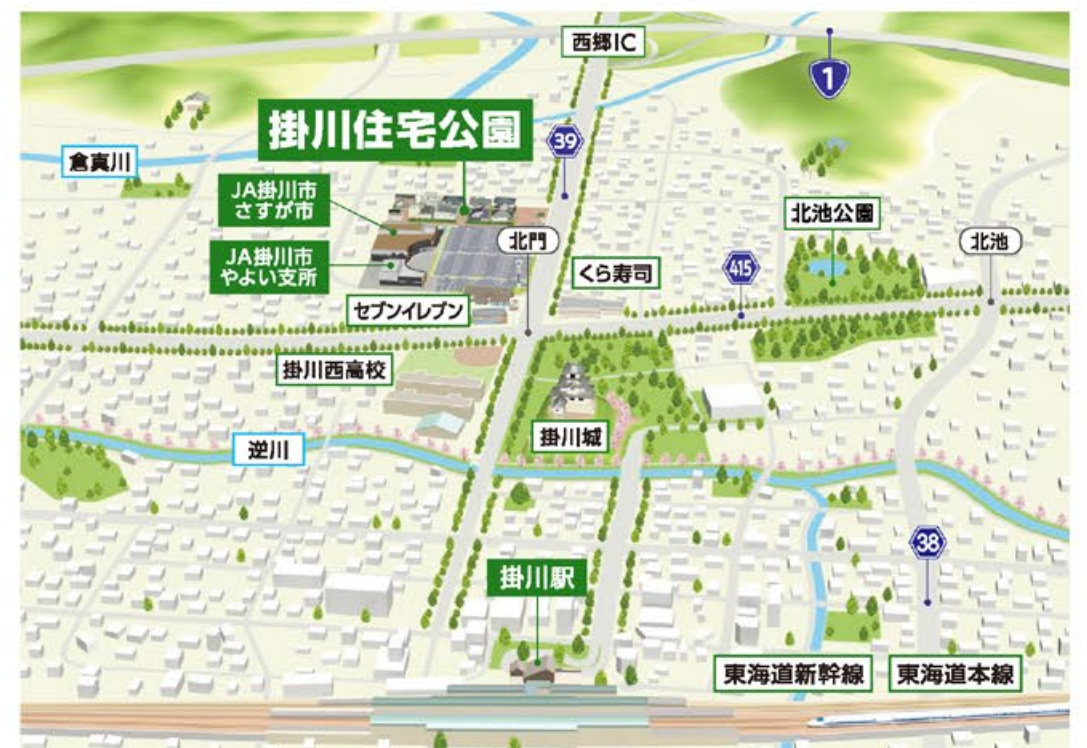 西郷IC
1
掛川住宅公園
39
倉真川
JA掛川市
さすが市
北池公園
北門
北池
JA掛川市
やよい支所
くら寿司
415
セブンイレブン
掛川西高校
掛川城
逆川
38
掛川駅
東海道新幹線
東海道本線